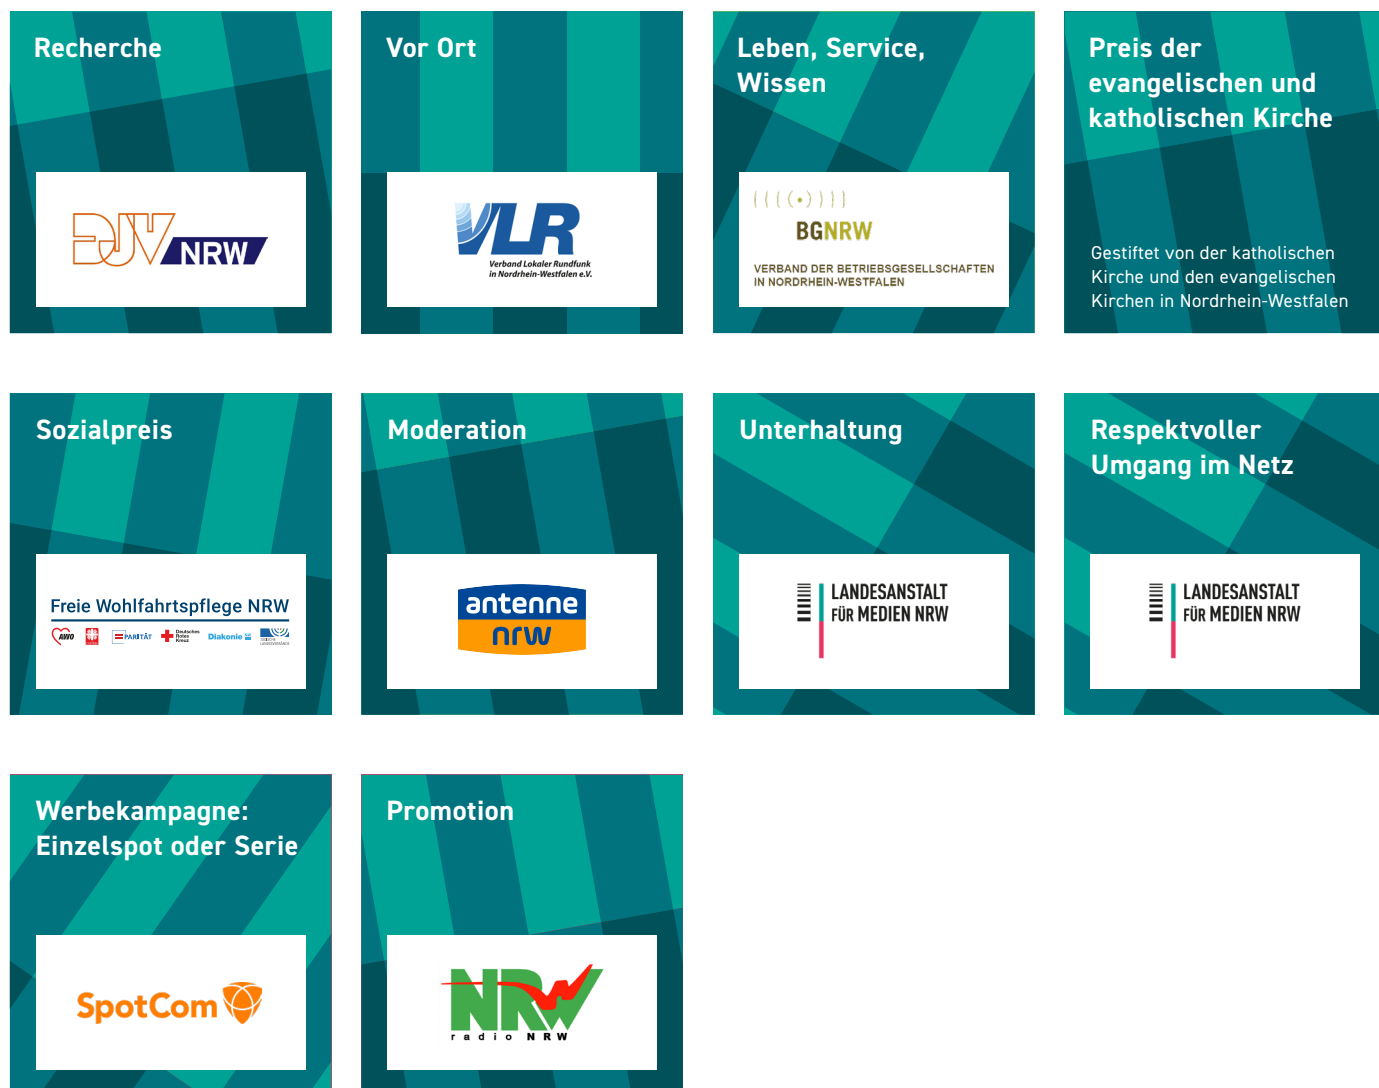 Recherche
DJV NRW
Vor Ort
VLR
Verband Lokaler Rundfunk
in Nordrhein-Westfalen e.V.
Leben, Service,
Wissen
BGNRW
VERBAND DER BETRIEBSGESELLSCHAFTEN
IN NORDRHEIN-WESTFALEN
Preis der
evangelischen und
katholischen Kirche
Gestiftet von der katholischen
Kirche und den evangelischen
Kirchen in Nordrhein-Westfalen
Sozialpreis
Freie Wohlfahrtspflege NRW
AWO
PARITÄT
Deutsches
Rotes
Kreuz
Diakonie
Moderation
antenne
nrw
Unterhaltung
LANDESANSTALT
FÜR MEDIEN NRW
Respektvoller
Umgang im Netz
LANDESANSTALT
FÜR MEDIEN NRW
Werbekampagne:
Einzelspot oder Serie
SpotCom
Promotion
NRW
radio NRW